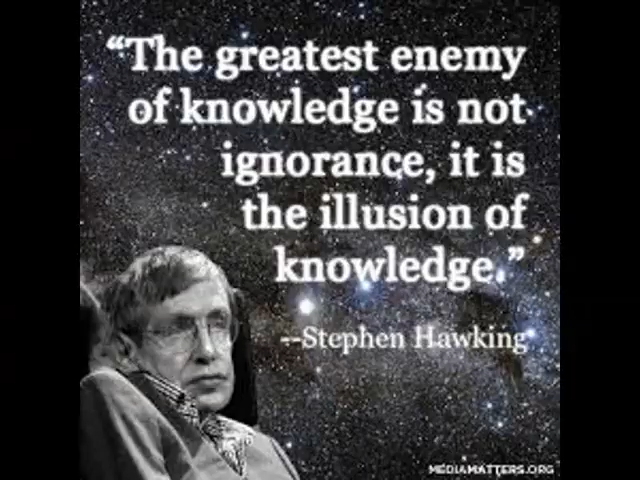 “The greatest enemy
of knowledge is not
ignorance, it is
the illusion of
knowledge.”
--Stephen Hawking
MEDIAMATTERS.ORG